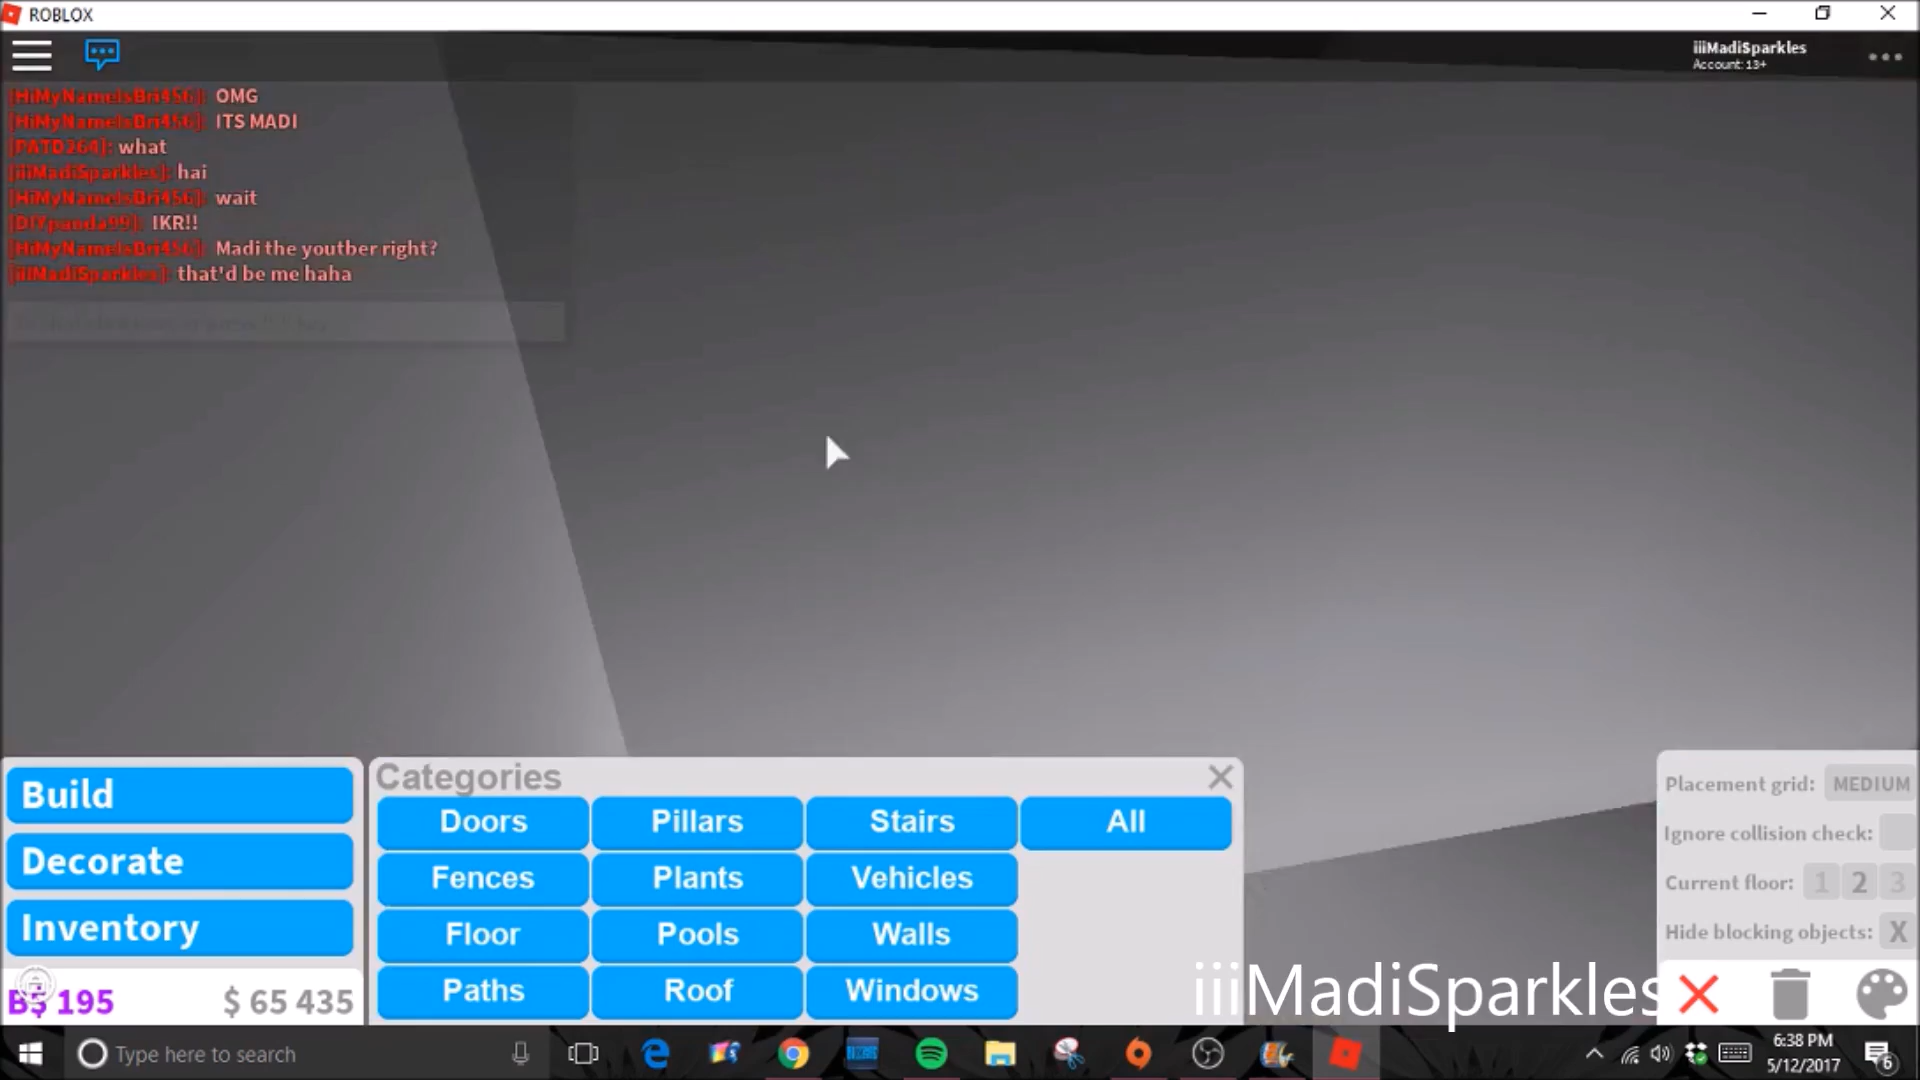 ROBLOX
iiiMadiSparkles
Account: 13+
[HiMyNameIsBri456]: OMG
[HiMyNameIsBri456]: ITS MADI
[PATD264]: what
[iiiMadiSparkles]: hai
[HiMyNameIsBri456]: wait
[DIYpanda99]: IKR!!
[HiMyNameIsBri456]: Madi the youtber right?
[iiiMadiSparkles]: that'd be me haha
Build
Decorate
Inventory
B$ 195
$ 65 435
Categories
Doors
Pillars
Stairs
All
Fences
Plants
Vehicles
Floor
Pools
Walls
Paths
Roof
Windows
Placement grid: MEDIUM
Ignore collision check:
Current floor: 1 2 3
Hide blocking objects: X
iiiMadiSparkles
Type here to search
BLIZZARD
6:38 PM
5/12/2017
6